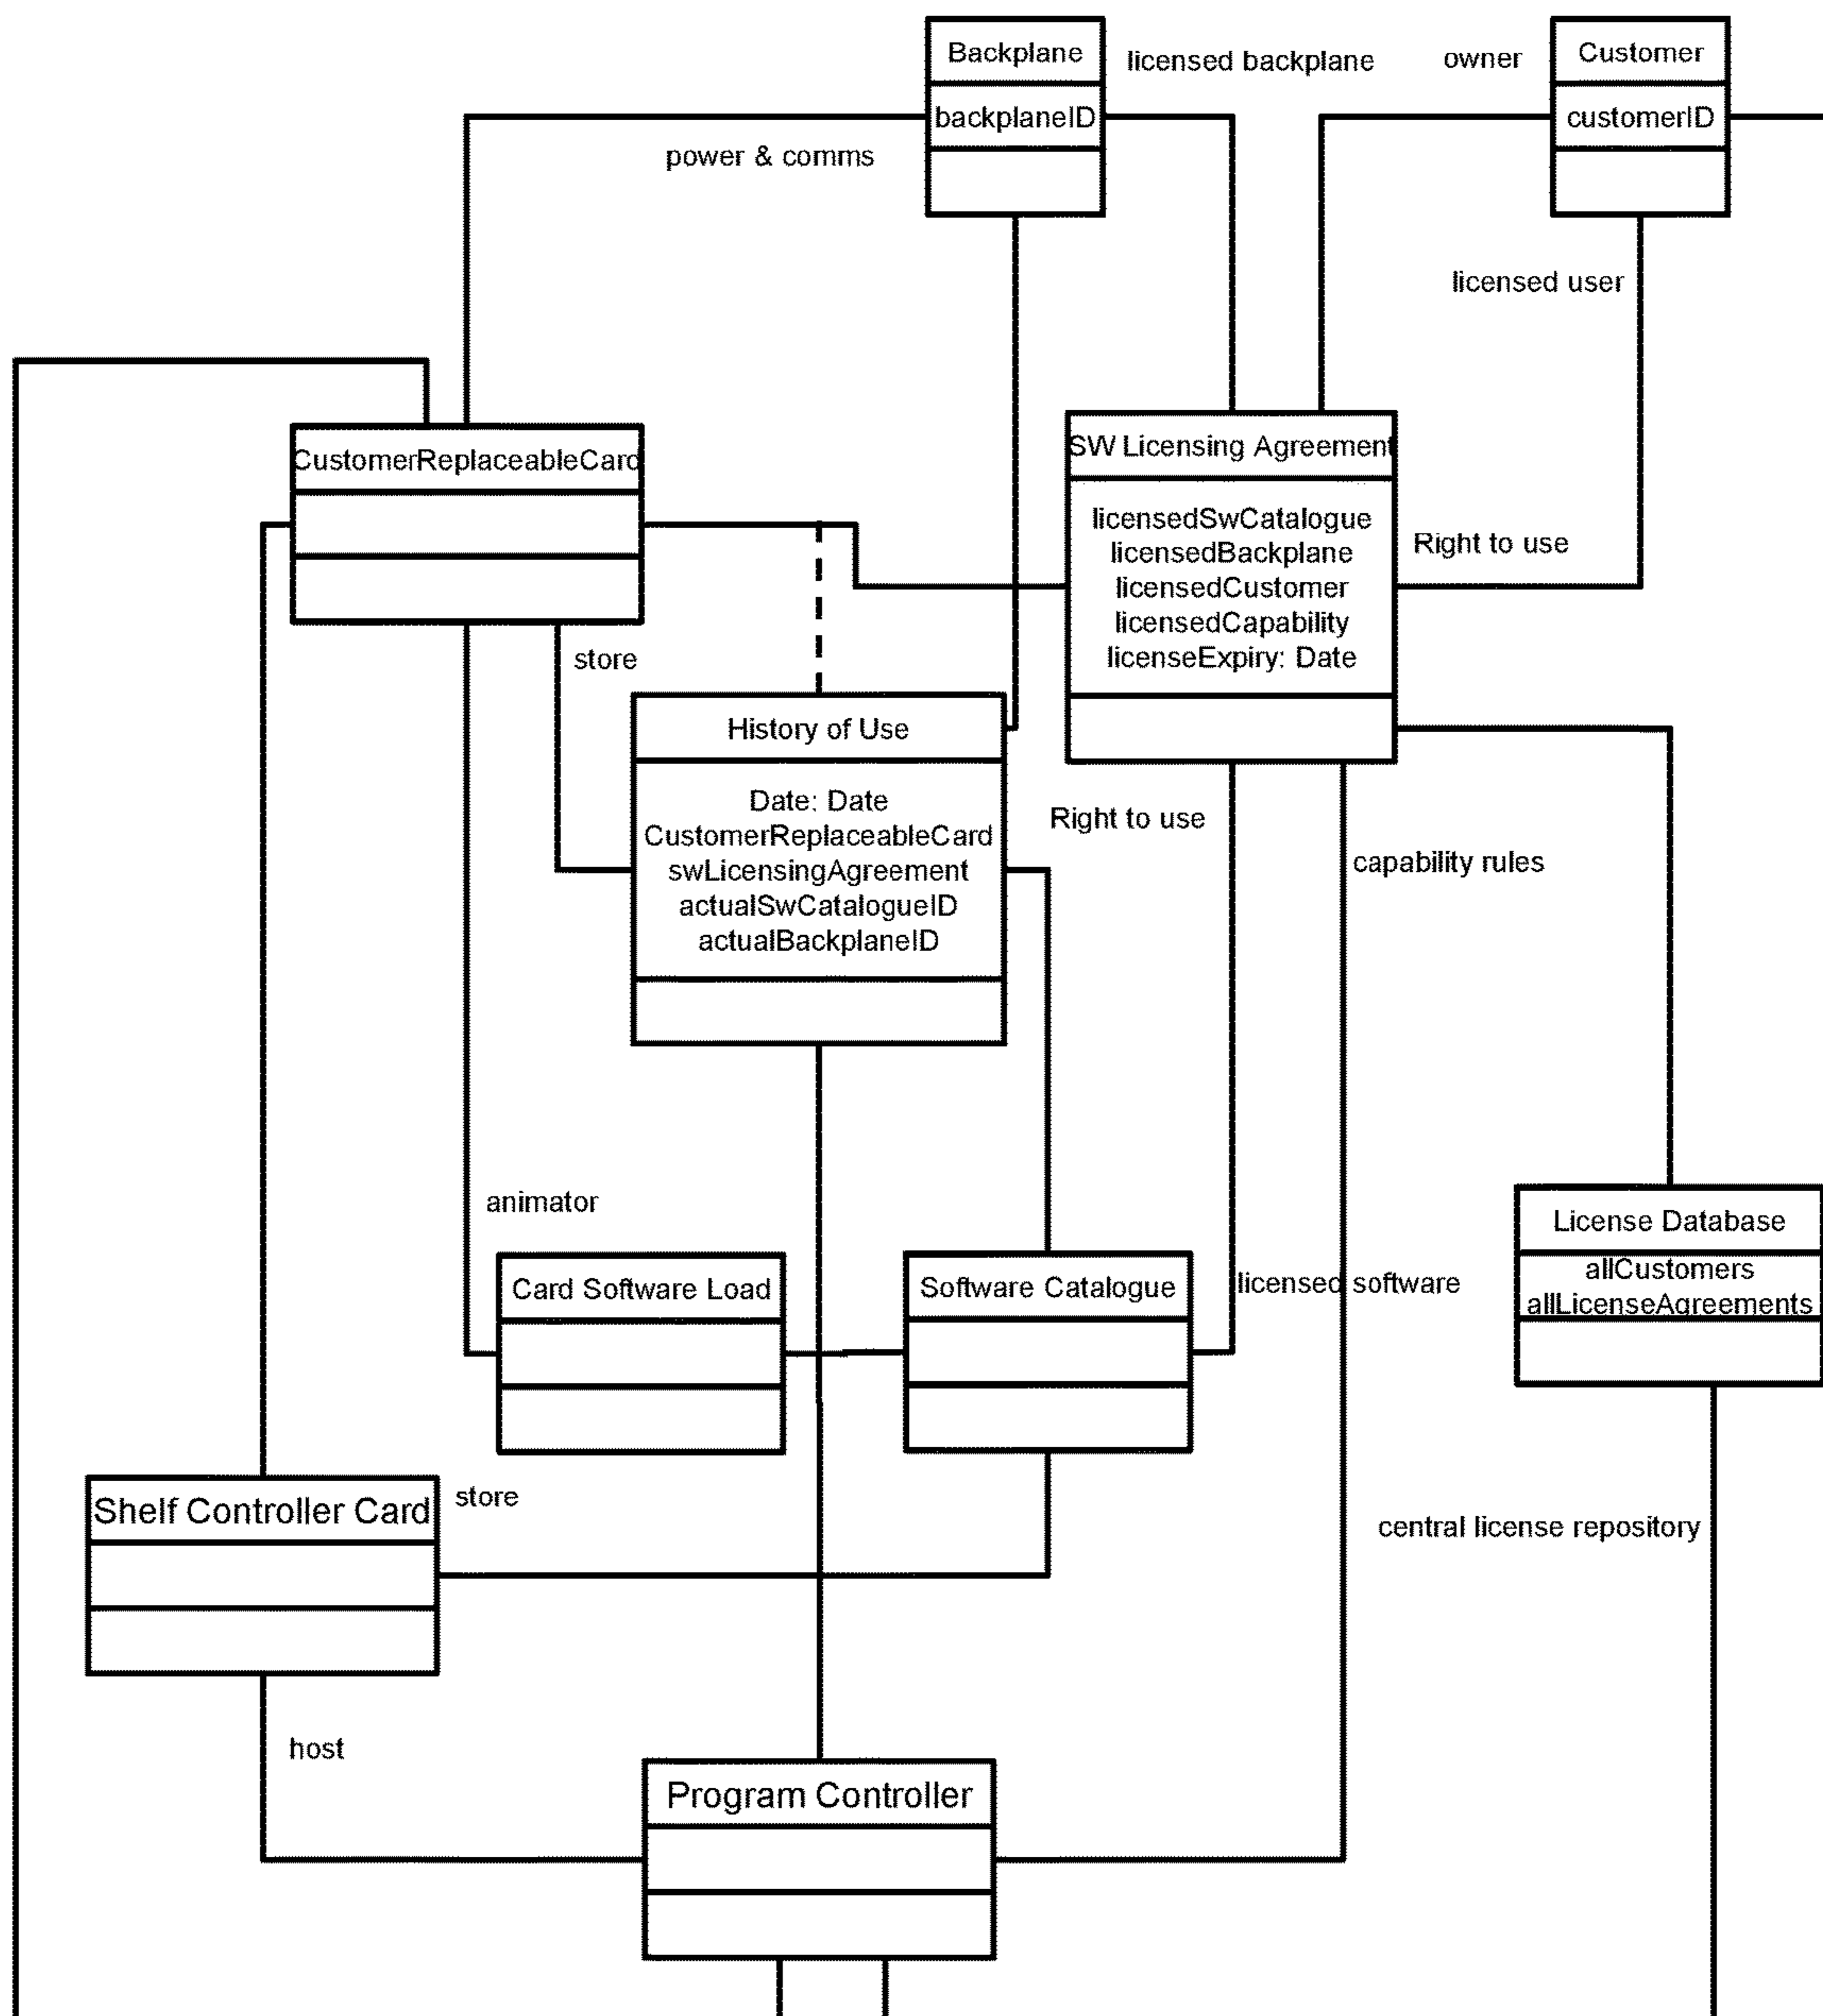 Backplane
licensed backplane
owner
Customer
backplaneID
customerID
power & comms
licensed user
CustomerReplaceableCard
SW Licensing Agreement
licensedSwCatalogue
licensedBackplane
licensedCustomer
licensedCapability
licenseExpiry: Date
Right to use
store
History of Use
Date: Date
CustomerReplaceableCard
swLicensingAgreement
actualSwCatalogueID
actualBackplaneID
Right to use
capability rules
animator
Card Software Load
Software Catalogue
licensed software
License Database
allCustomers
allLicenseAgreements
Shelf Controller Card
store
central license repository
host
Program Controller